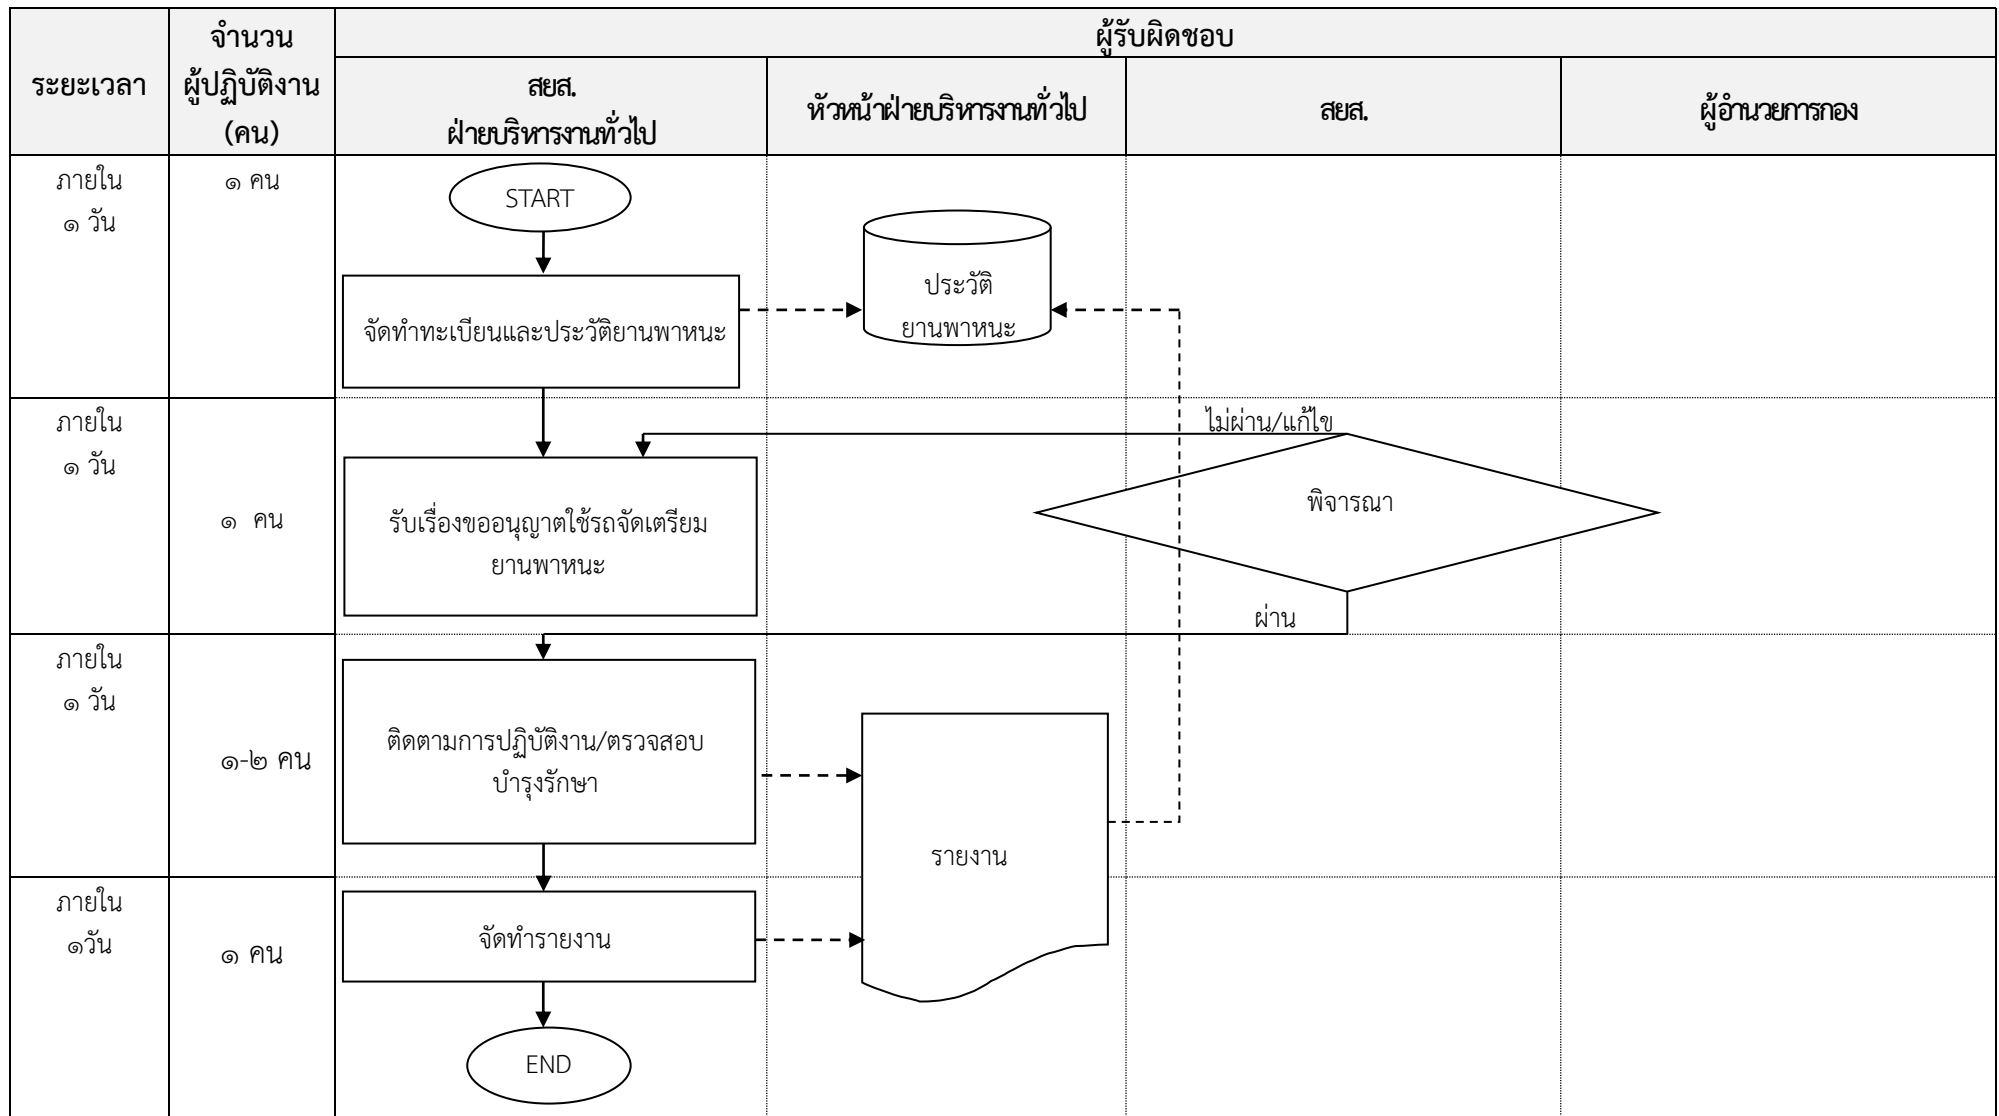 ระยะเวลา
จำนวน
ผู้ปฏิบัติงาน
(คน)
ผู้รับผิดชอบ
สยส.
ฝ่ายบริหารงานทั่วไป
หัวหน้าฝ่ายบริหารงานทั่วไป
สยส.
ผู้อำนวยการกอง
ภายใน
๑ วัน
๑ คน
START
จัดทำทะเบียนและประวัติยานพาหนะ
ประวัติ
ยานพาหนะ
ภายใน
๑ วัน
๑ คน
รับเรื่องขออนุญาตใช้รถจัดเตรียม
ยานพาหนะ
ไม่ผ่าน/แก้ไข
พิจารณา
ผ่าน
ภายใน
๑ วัน
๑-๒ คน
ติดตามการปฏิบัติงาน/ตรวจสอบ
บำรุงรักษา
รายงาน
ภายใน
๑วัน
๑ คน
จัดทำรายงาน
END